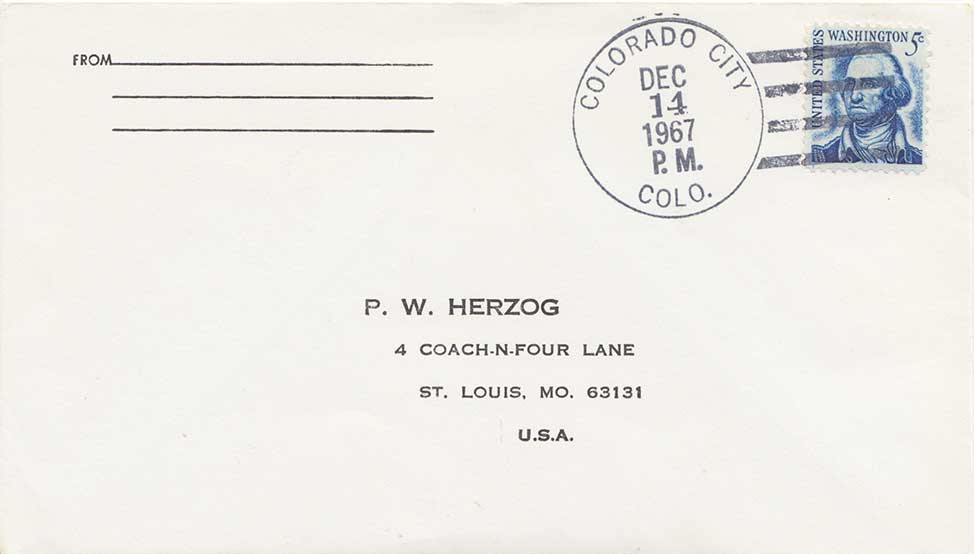 FROM
COLORADO CITY
DEC
14
1967
P.M.
COLO.
UNITED STATES
WASHINGTON 5c
P. W. HERZOG
4 COACH-N-FOUR LANE
ST. LOUIS, MO. 63131
U.S.A.